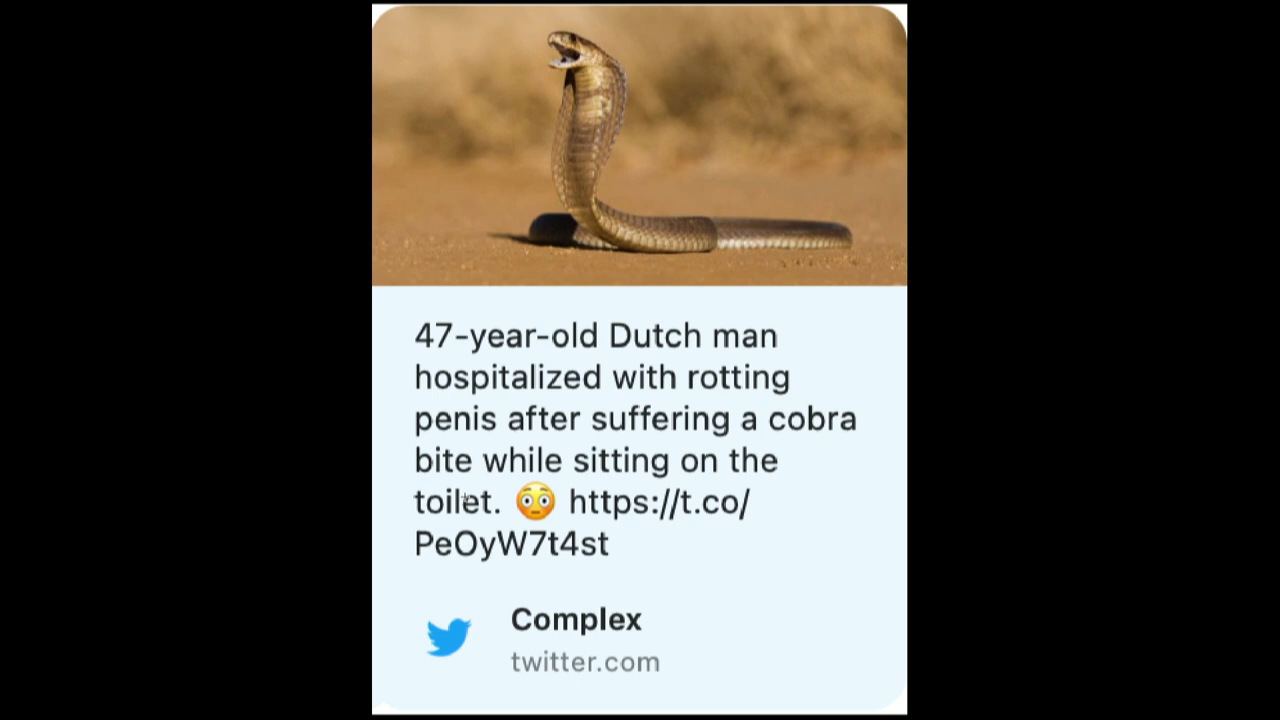 47-year-old Dutch man
hospitalized with rotting
penis after suffering a cobra
bite while sitting on the
toilet. 😳 https://t.co/
PeOyW7t4st
Complex
twitter.com